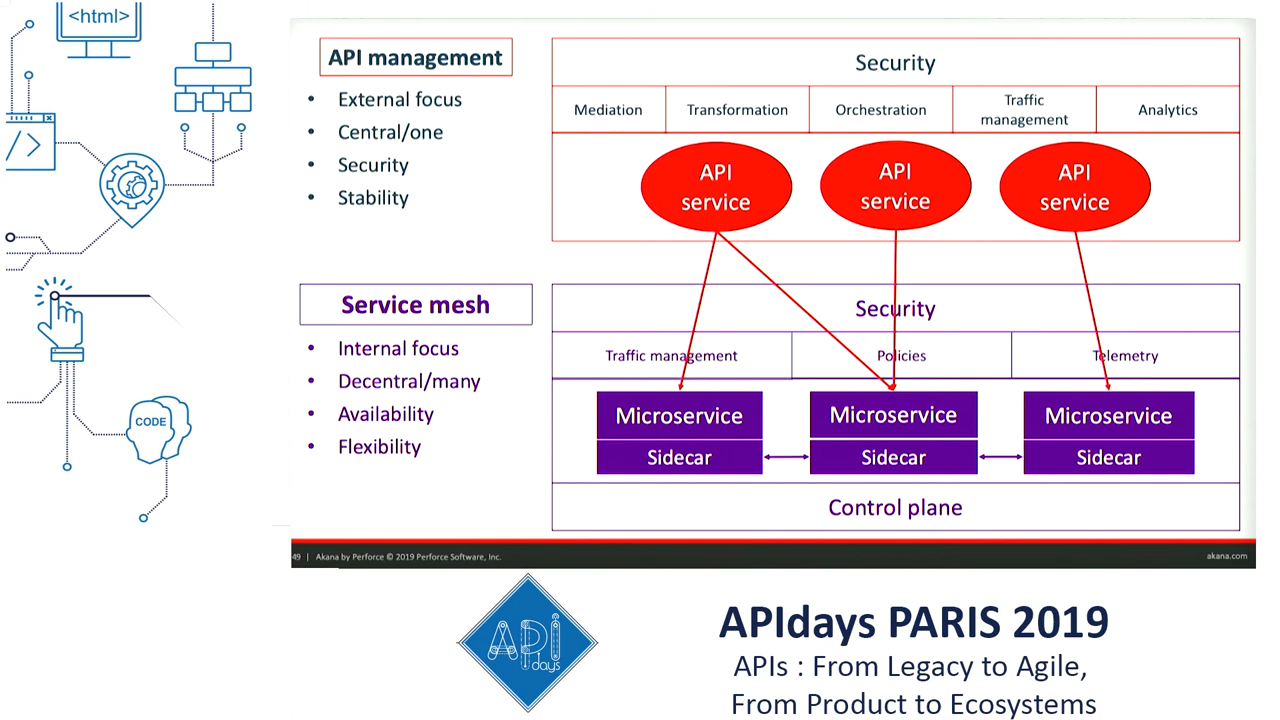 <html>
API management
• External focus
• Central/one
• Security
• Stability
Security
Mediation
Transformation
Orchestration
Traffic
management
Analytics
API
service
API
service
API
service
</>
Service mesh
• Internal focus
• Decentral/many
• Availability
• Flexibility
Security
Traffic management
Policies
Telemetry
Microservice
Microservice
Microservice
Sidecar
Sidecar
Sidecar
Control plane
CODE
49 | Akana by Perforce © 2019 Perforce Software, Inc.
akana.com
API
days
APIdays PARIS 2019
APIs : From Legacy to Agile,
From Product to Ecosystems